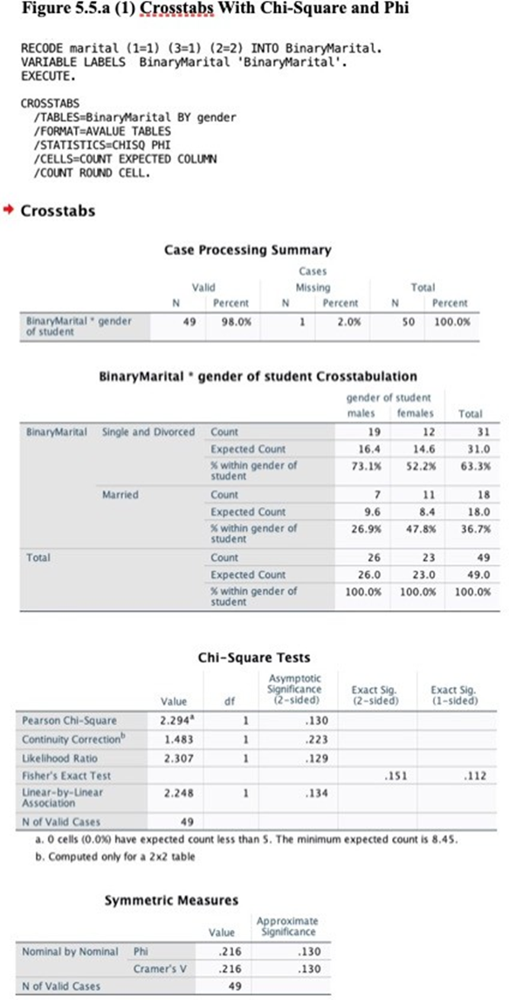 Figure 5.5.a (1) Crosstabs With Chi-Square and Phi
RECODE marital (1=1) (3=1) (2=2) INTO BinaryMarital.
VARIABLE LABELS BinaryMarital 'BinaryMarital'.
EXECUTE.
CROSSTABS
/TABLES=BinaryMarital BY gender
/FORMAT=AVALUE TABLES
/STATISTICS=CHISQ PHI
/CELLS=COUNT EXPECTED COLUMN
/COUNT ROUND CELL.
Crosstabs
Case Processing Summary
Cases
Valid Missing Total
N Percent N Percent N Percent
BinaryMarital * gender of student 49 98.0% 1 2.0% 50 100.0%
BinaryMarital * gender of student Crosstabulation
gender of student
males females Total
BinaryMarital Single and Divorced Count 19 12 31
Expected Count 16.4 14.6 31.0
% within gender of student 73.1% 52.2% 63.3%
Married Count 7 11 18
Expected Count 9.6 8.4 18.0
% within gender of student 26.9% 47.8% 36.7%
Total Count 26 23 49
Expected Count 26.0 23.0 49.0
% within gender of student 100.0% 100.0% 100.0%
Chi-Square Tests
Value df Asymptotic Significance (2-sided) Exact Sig. (2-sided) Exact Sig. (1-sided)
Pearson Chi-Square 2.294a 1 .130
Continuity Correctionb 1.483 1 .223
Likelihood Ratio 2.307 1 .129
Fisher's Exact Test .151 .112
Linear-by-Linear Association 2.248 1 .134
N of Valid Cases 49
a. 0 cells (0.0%) have expected count less than 5. The minimum expected count is 8.45.
b. Computed only for a 2x2 table
Symmetric Measures
Value Approximate Significance
Nominal by Nominal Phi .216 .130
Cramer's V .216 .130
N of Valid Cases 49